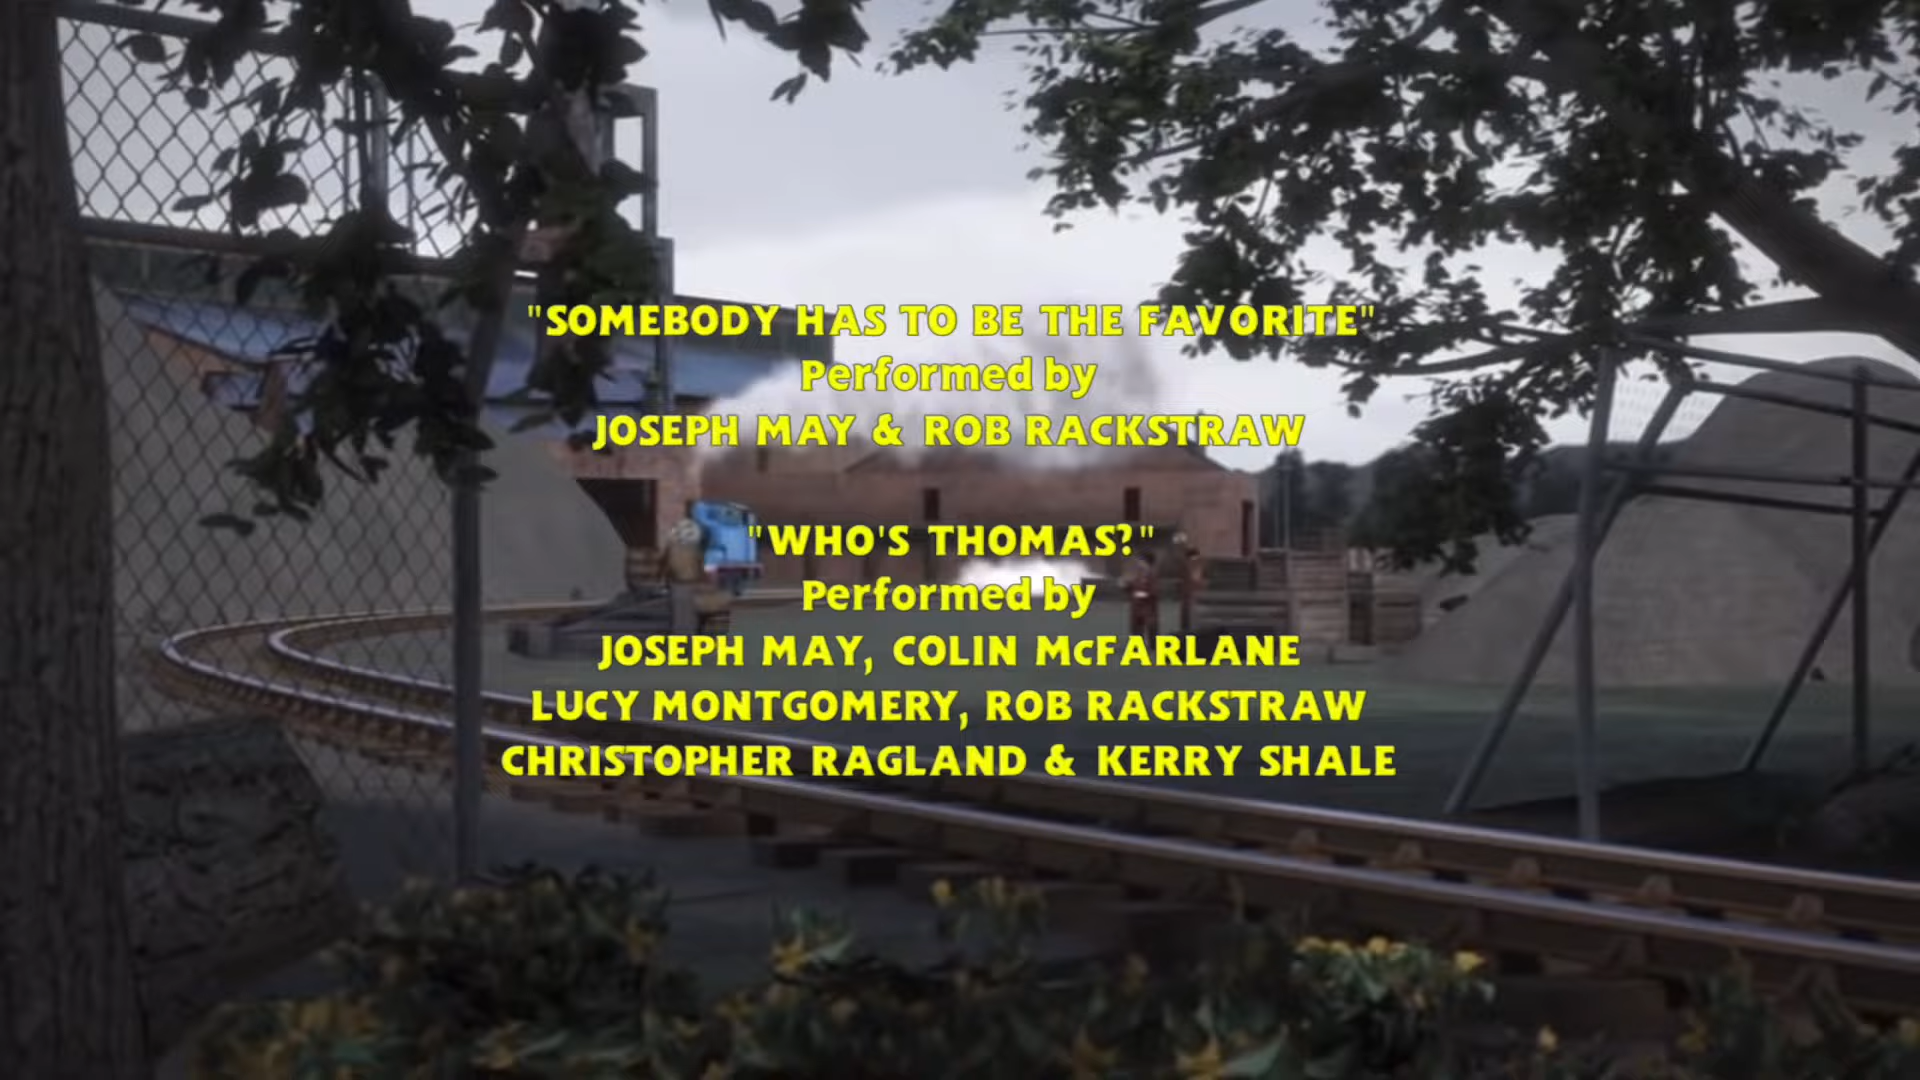 "SOMEBODY HAS TO BE THE FAVORITE"
Performed by
JOSEPH MAY & ROB RACKSTRAW
"WHO'S THOMAS?"
Performed by
JOSEPH MAY, COLIN McFARLANE
LUCY MONTGOMERY, ROB RACKSTRAW
CHRISTOPHER RAGLAND & KERRY SHALE